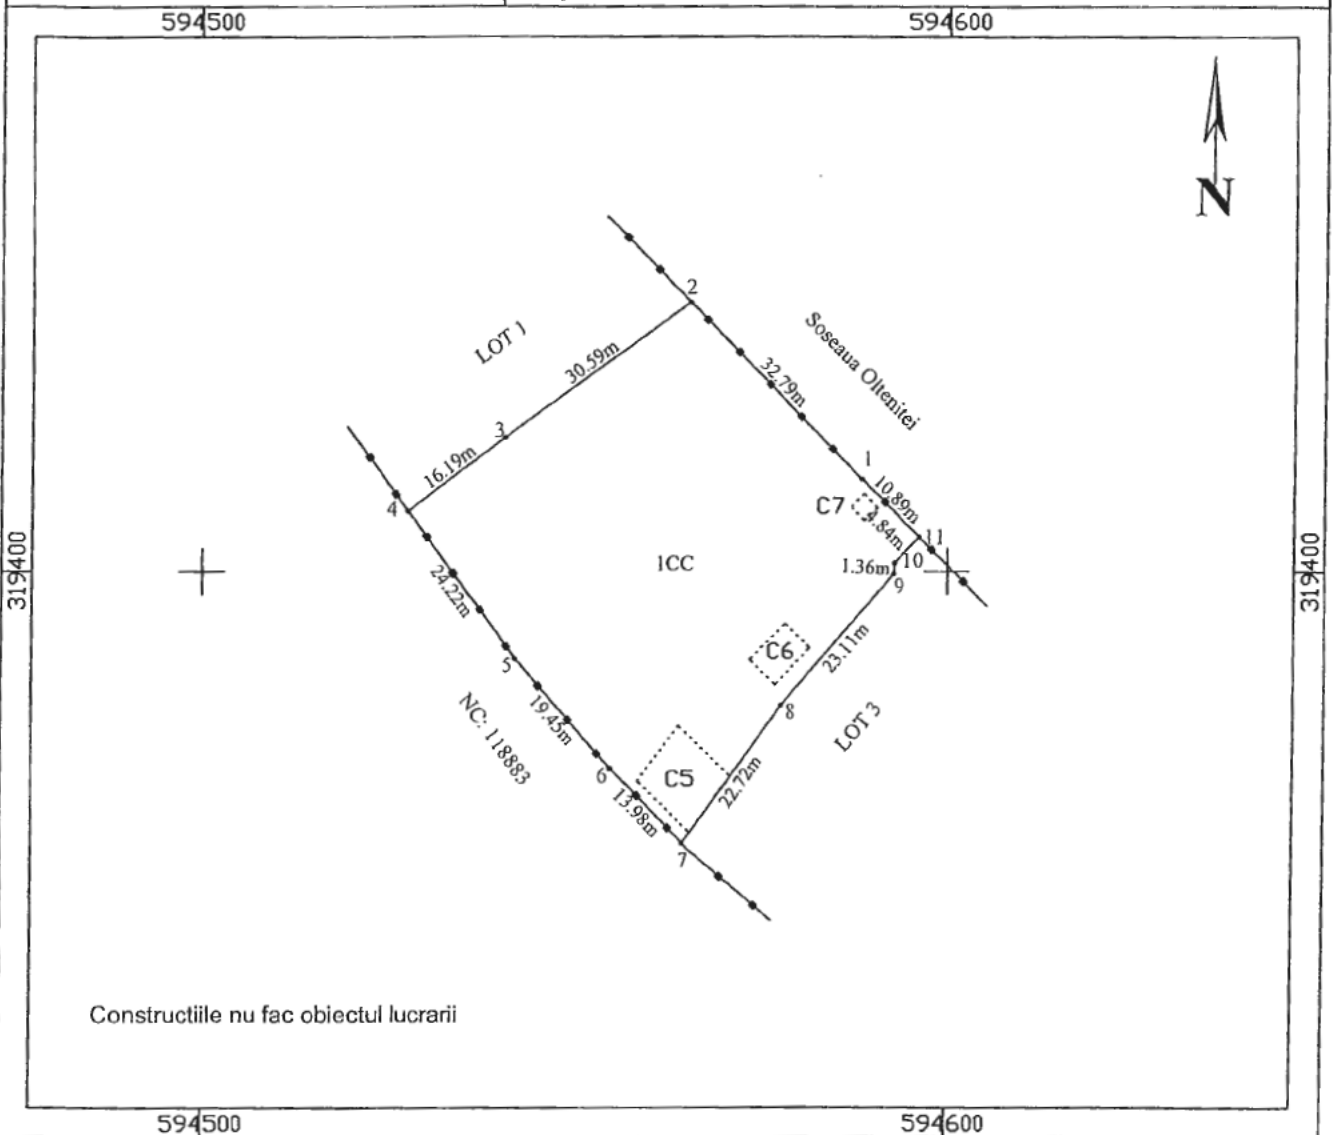 594500 594600
N
2
LOT 1
30.59m
Soseaua Oltenitei
32.79m
3
16.19m
1
10.89m
4
C7
4.84m
11
10
1.36m
9
319400
1CC
319400
24.22m
C6
23.11m
5
8
NC: 118883
19.45m
LOT 3
6
C5
22.72m
13.98m
7
Constructiile nu fac obiectul lucrarii
594500 594600